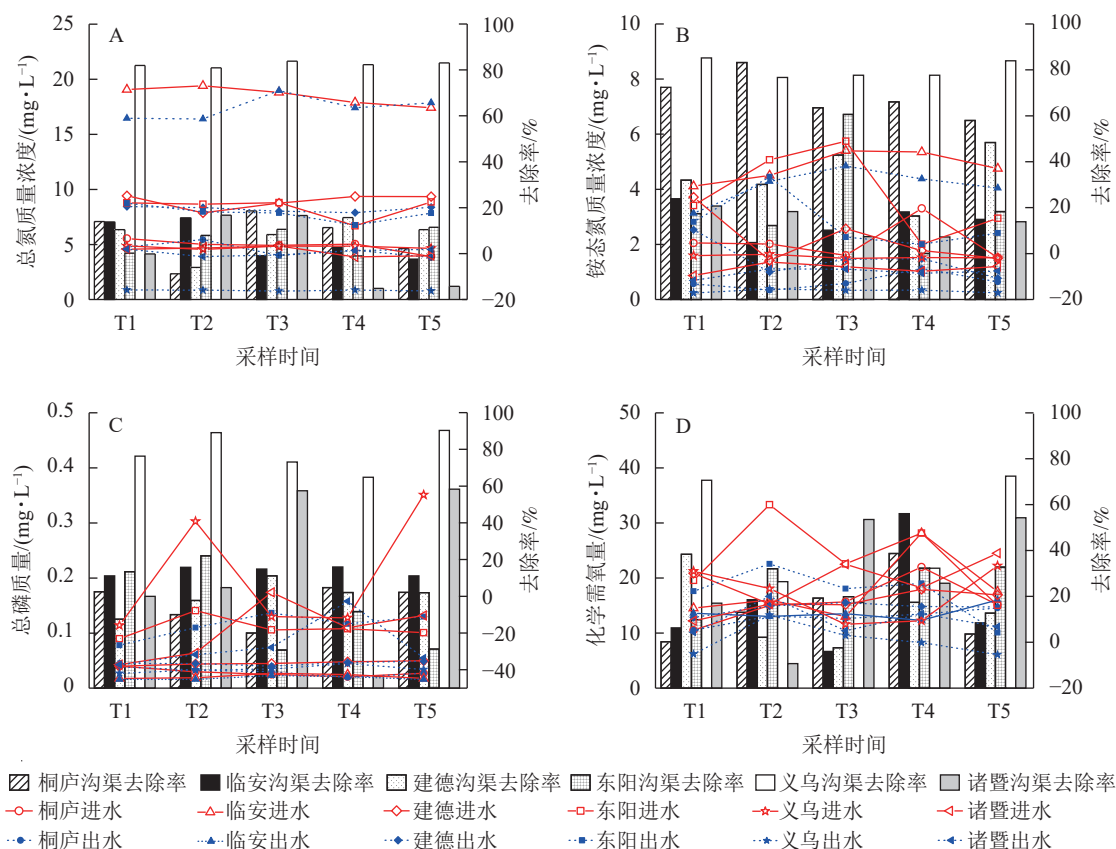 A
总氮质量浓度/(mg•L⁻¹)
25
20
15
10
5
0
100
80
60
40
20
0
−20
去除率/%
T1 T2 T3 T4 T5
采样时间
B
铵态氮质量浓度/(mg•L⁻¹)
10
8
6
4
2
0
100
80
60
40
20
0
−20
去除率/%
T1 T2 T3 T4 T5
采样时间
C
总磷质量/(mg•L⁻¹)
0.5
0.4
0.3
0.2
0.1
0
100
80
60
40
20
0
−20
−40
去除率/%
T1 T2 T3 T4 T5
采样时间
D
化学需氧量/(mg•L⁻¹)
50
40
30
20
10
0
100
80
60
40
20
0
−20
去除率/%
T1 T2 T3 T4 T5
采样时间
桐庐沟渠去除率 临安沟渠去除率 建德沟渠去除率 东阳沟渠去除率 义乌沟渠去除率 诸暨沟渠去除率
桐庐进水 临安进水 建德进水 东阳进水 义乌进水 诸暨进水
桐庐出水 临安出水 建德出水 东阳出水 义乌出水 诸暨出水